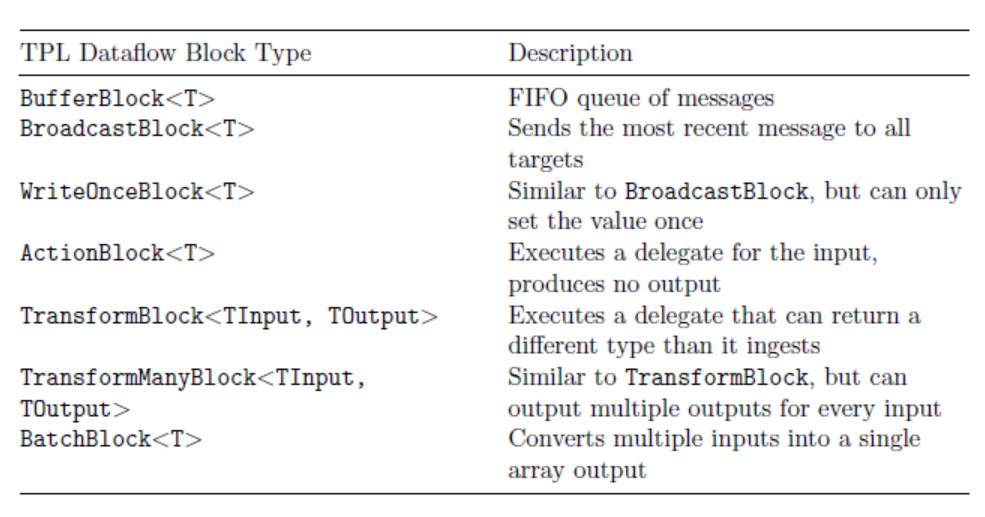 TPL Dataflow Block Type Description
BufferBlock<T> FIFO queue of messages
BroadcastBlock<T> Sends the most recent message to all
targets
WriteOnceBlock<T> Similar to BroadcastBlock, but can only
set the value once
ActionBlock<T> Executes a delegate for the input,
produces no output
TransformBlock<TInput, TOutput> Executes a delegate that can return a
different type than it ingests
TransformManyBlock<TInput, Similar to TransformBlock, but can
TOutput> output multiple outputs for every input
BatchBlock<T> Converts multiple inputs into a single
array output